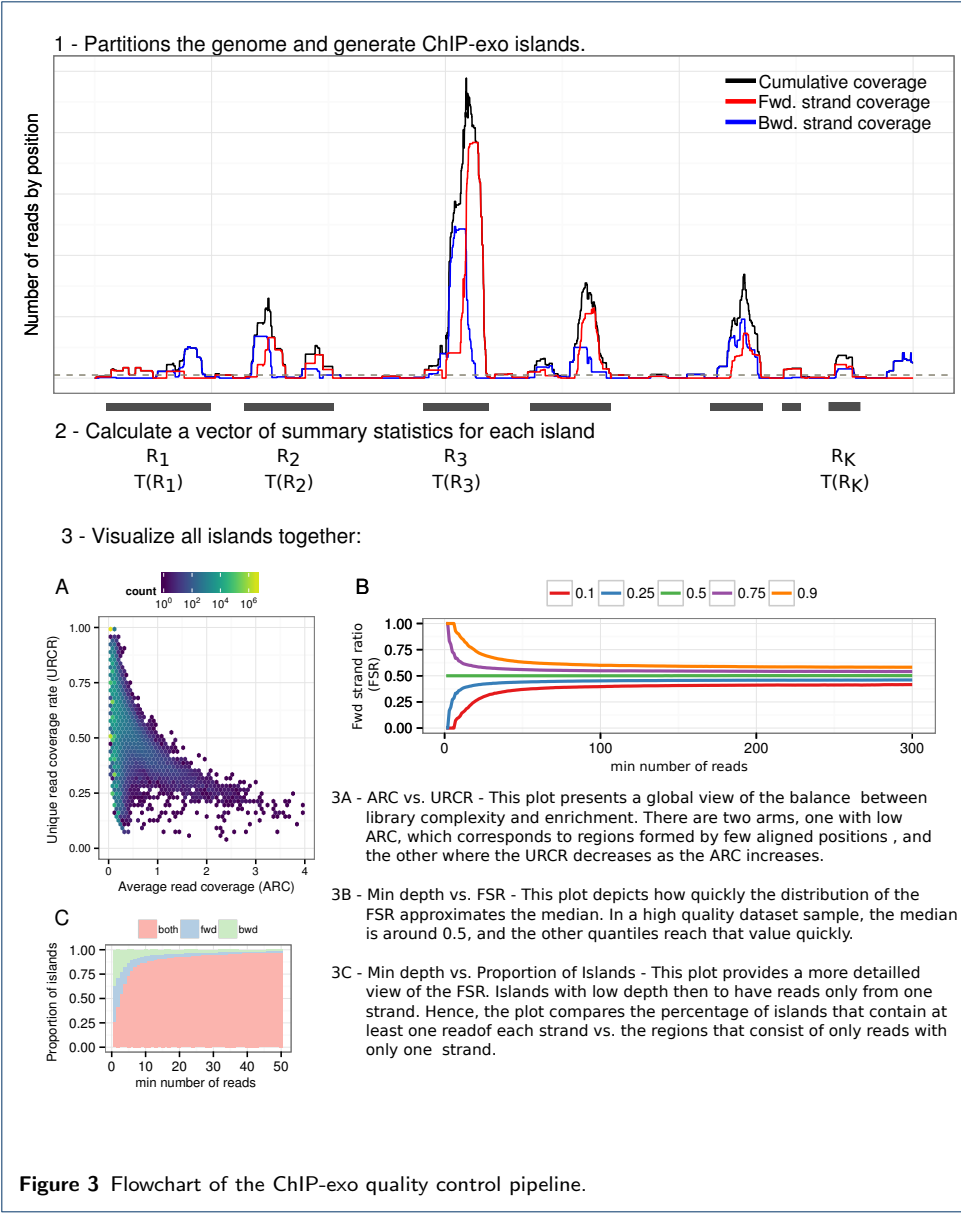 1 - Partitions the genome and generate ChIP-exo islands.
Number of reads by position
Cumulative coverage
Fwd. strand coverage
Bwd. strand coverage
2 - Calculate a vector of summary statistics for each island
R1 R2 R3 RK
T(R1) T(R2) T(R3) T(RK)
3 - Visualize all islands together:
A
count
10^0 10^2 10^4 10^6
Unique read coverage rate (URCR)
1.00
0.75
0.50
0.25
0.00
0 1 2 3 4
Average read coverage (ARC)
B
0.1 0.25 0.5 0.75 0.9
Fwd strand ratio
(FSR)
1.00
0.75
0.50
0.25
0.00
0 100 200 300
min number of reads
3A - ARC vs. URCR - This plot presents a global view of the balance between
library complexity and enrichment. There are two arms, one with low
ARC, which corresponds to regions formed by few aligned positions , and
the other where the URCR decreases as the ARC increases.
3B - Min depth vs. FSR - This plot depicts how quickly the distribution of the
FSR approximates the median. In a high quality dataset sample, the median
is around 0.5, and the other quantiles reach that value quickly.
C
both fwd bwd
Proportion of islands
1.00
0.75
0.50
0.25
0.00
0 10 20 30 40 50
min number of reads
3C - Min depth vs. Proportion of Islands - This plot provides a more detailled
view of the FSR. Islands with low depth then to have reads only from one
strand. Hence, the plot compares the percentage of islands that contain at
least one readof each strand vs. the regions that consist of only reads with
only one strand.
Figure 3 Flowchart of the ChIP-exo quality control pipeline.